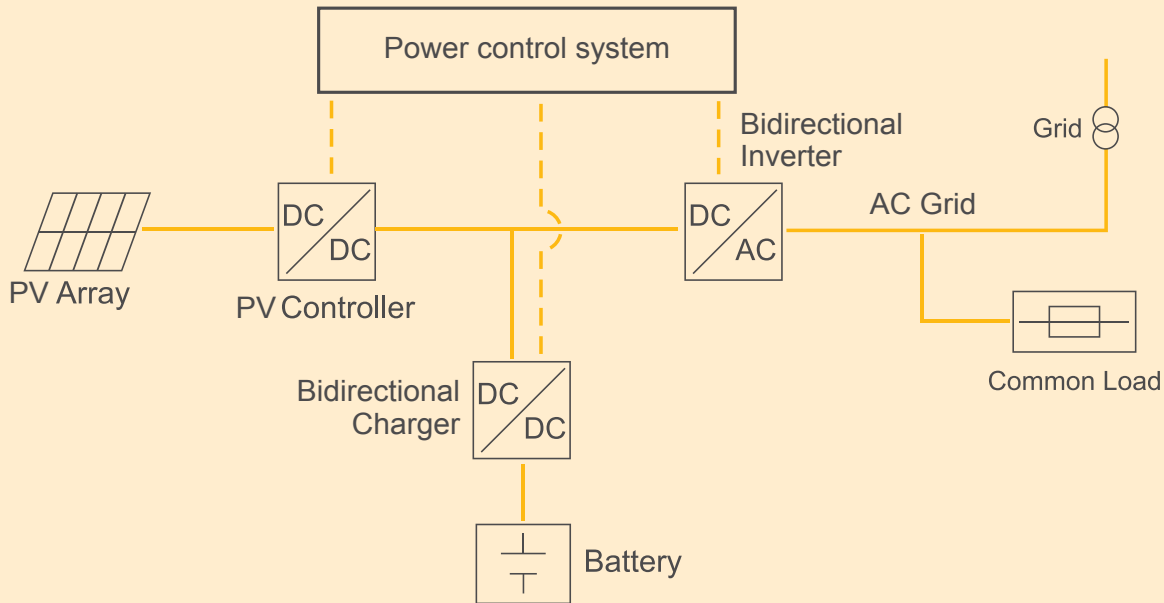 Power control system
Bidirectional
Inverter
Grid
AC Grid
DC
DC
DC
AC
PV Array
PV Controller
Bidirectional
Charger
DC
DC
Common Load
Battery